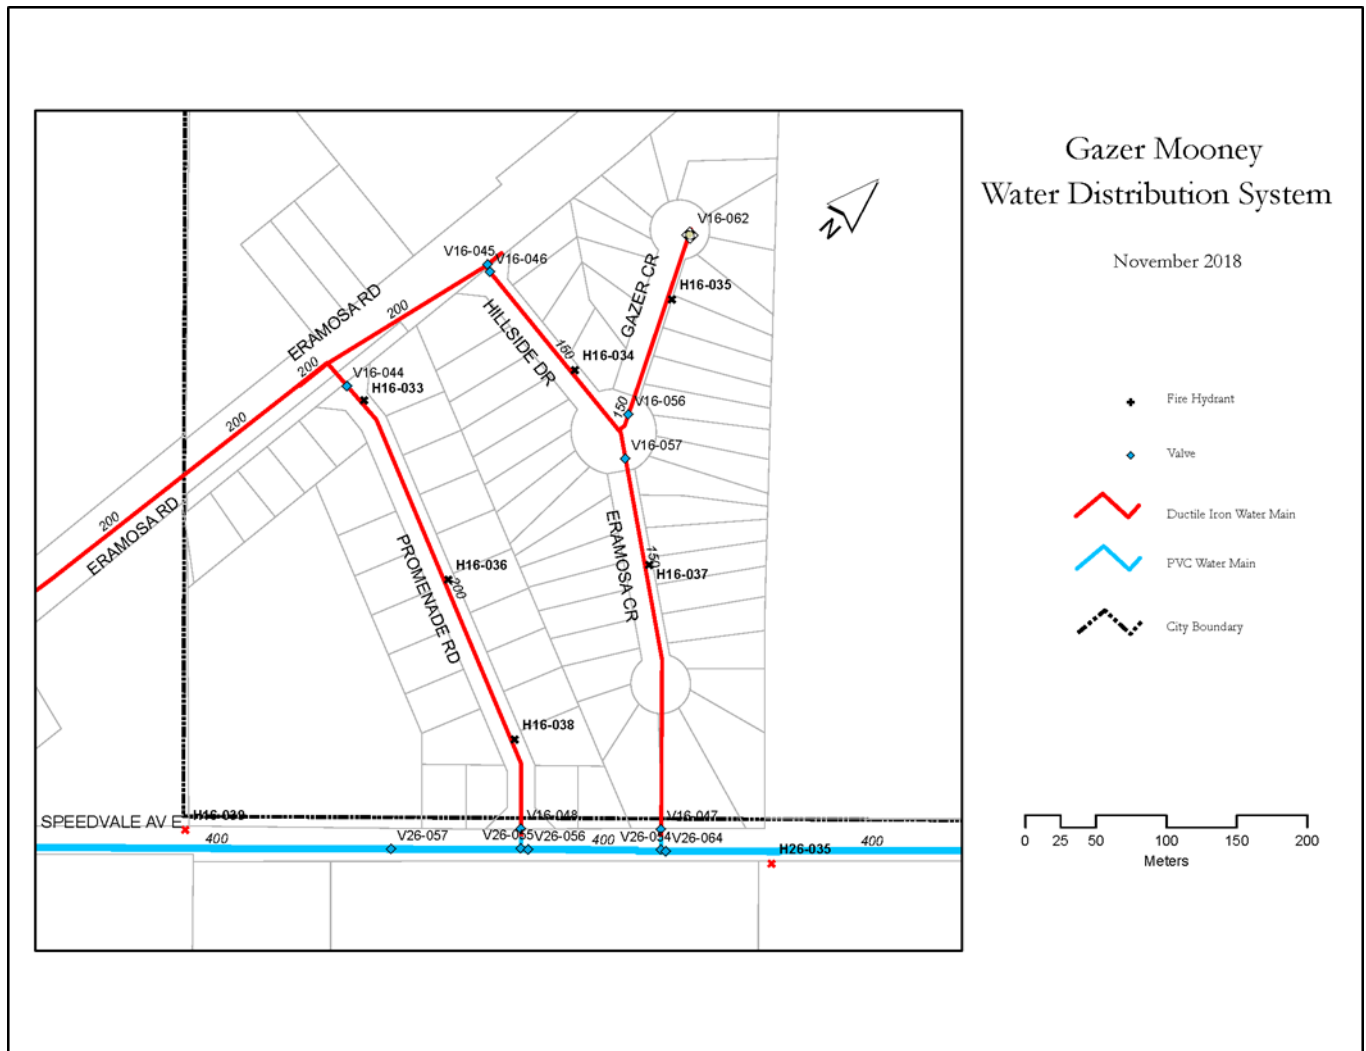 Gazer Mooney
Water Distribution System
November 2018
N
V16-062
V16-045
V16-046
GAZER CR
H16-035
ERAMOSA RD
200
HILLSIDE DR
150
H16-034
200
V16-044
H16-033
V16-056
150
200
V16-057
200
ERAMOSA RD
PROMENADE RD
H16-036
200
ERAMOSA CR
150
H16-037
H16-038
SPEEDVALE AV E
H16-039
V16-048
V16-047
400
V26-057
V26-055
V26-056
400
V26-054
V26-064
400
H26-035
Fire Hydrant
Valve
Ductile Iron Water Main
PVC Water Main
City Boundary
0 25 50 100 150 200
Meters